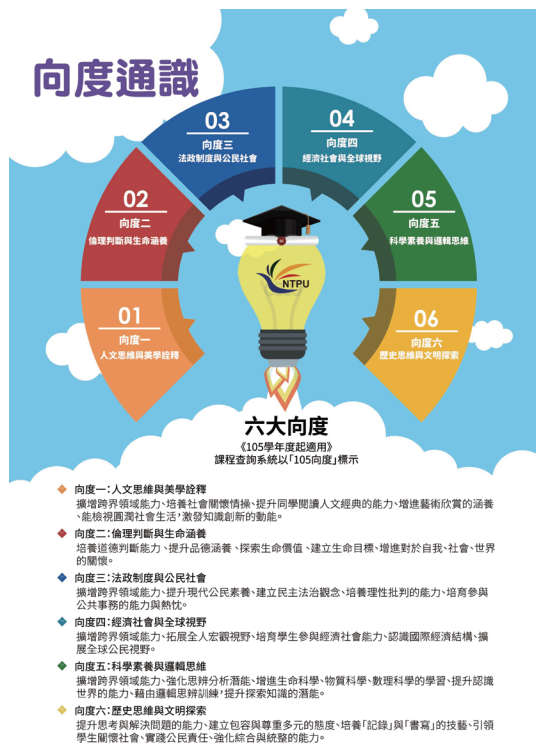 向度通識
03
向度三
法政制度與公民社會
04
向度四
經濟社會與全球視野
02
向度二
倫理判斷與生命涵養
05
向度五
科學素養與邏輯思維
NTPU
01
向度一
人文思維與美學詮釋
06
向度六
歷史思維與文明探索
六大向度
《105學年度起適用》
課程查詢系統以「105向度」標示
向度一：人文思維與美學詮釋
擴增跨界領域能力、培養社會關懷情操、提升同學閱讀人文經典的能力、增進藝術欣賞的涵養
、能檢視圓潤社會生活，激發知識創新的動能。
向度二：倫理判斷與生命涵養
培養道德判斷能力、提升品德涵養、探索生命價值、建立生命目標、增進對於自我、社會、世界
的關懷。
向度三：法政制度與公民社會
擴增跨界領域能力、提升現代公民素養、建立民主法治觀念、培養理性批判的能力、培育參與
公共事務的能力與熱忱。
向度四：經濟社會與全球視野
擴增跨界領域能力、拓展全人宏觀視野、培育學生參與經濟社會能力、認識國際經濟結構、擴
展全球公民視野。
向度五：科學素養與邏輯思維
擴增跨界領域能力、強化思辨分析潛能、增進生命科學、物質科學、數理科學的學習、提升認識
世界的能力、藉由邏輯思辨訓練，提升探索知識的潛能。
向度六：歷史思維與文明探索
提升思考與解決問題的能力、建立包容與尊重多元的態度、培養「記錄」與「書寫」的技藝、引領
學生關懷社會、實踐公民責任、強化綜合與統整的能力。